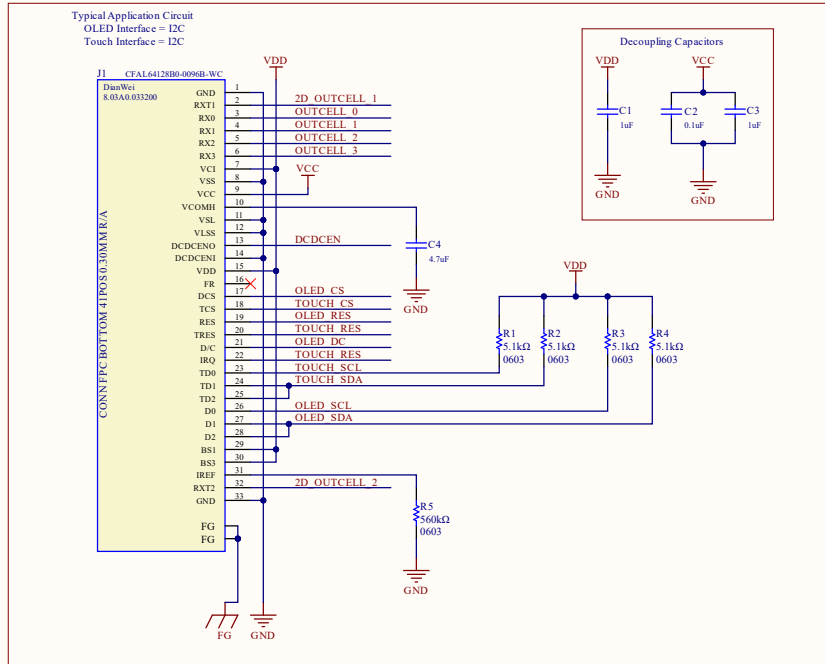 Typical Application Circuit
OLED Interface = I2C
Touch Interface = I2C
J1 CFAL64128B0-0096B-WC
DianWei
8.03A0.033200
CONN FPC BOTTOM 41POS 0.30MM R/A
GND 1
RXT1 2 2D_OUTCELL_1
RX0 3 OUTCELL_0
RX1 4 OUTCELL_1
RX2 5 OUTCELL_2
RX3 6 OUTCELL_3
VCI 7
VSS 8
VCC 9
VCOMH 10
VSL 11
VLSS 12
DCDCENO 13 DCDCEN
DCDCENI 14
VDD 15
FR 16
DCS 17 OLED_CS
TCS 18 TOUCH_CS
RES 19 OLED_RES
TRES 20 TOUCH_RES
D/C 21 OLED_DC
IRQ 22 TOUCH_RES
TD0 23 TOUCH_SCL
TD1 24 TOUCH_SDA
TD2 25
D0 26 OLED_SCL
D1 27 OLED_SDA
D2 28
BS1 29
BS3 30
IREF 31
RXT2 32 2D_OUTCELL_2
GND 33
FG
FG
FG
GND
VDD
VCC
C4
4.7uF
GND
R5
560kΩ
0603
GND
VDD
R1
5.1kΩ
0603
R2
5.1kΩ
0603
R3
5.1kΩ
0603
R4
5.1kΩ
0603
Decoupling Capacitors
VDD
C1
1uF
GND
VCC
C2
0.1uF
C3
1uF
GND